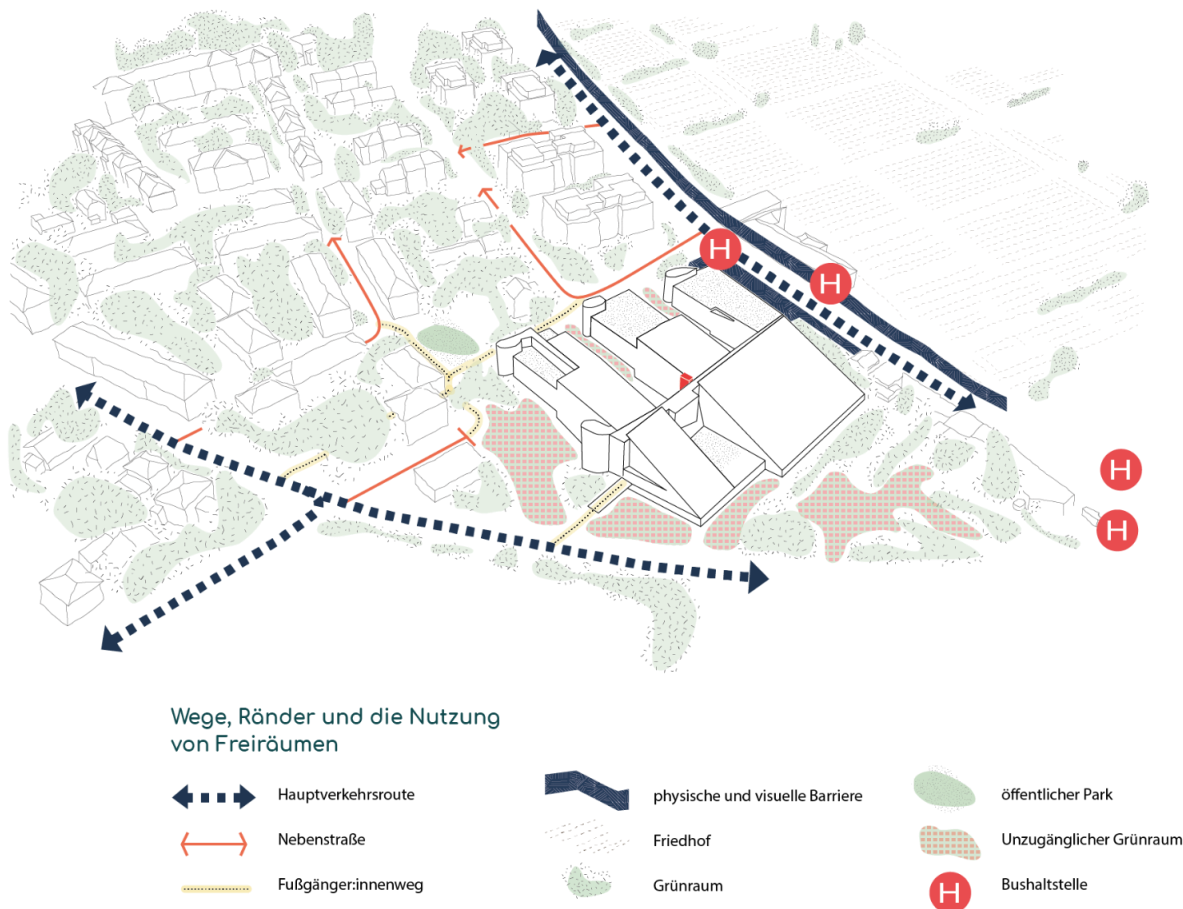 H
H
H
H
Wege, Ränder und die Nutzung
von Freiräumen
Hauptverkehrsroute
physische und visuelle Barriere
öffentlicher Park
Nebenstraße
Friedhof
Unzugänglicher Grünraum
Fußgänger:innenweg
Grünraum
H
Bushaltstelle